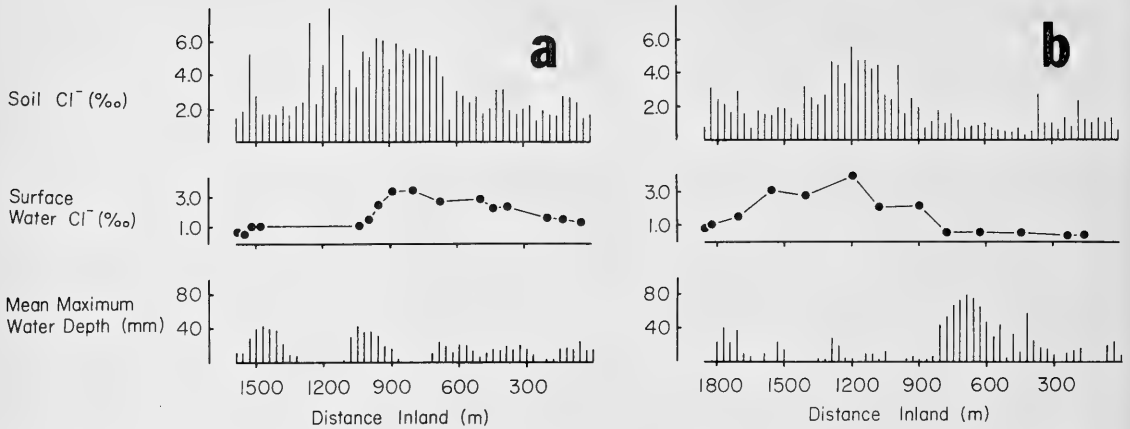 a
b
Soil Cl⁻ (‰)
6.0
4.0
2.0
8.0
6.0
4.0
2.0
Surface
Water Cl⁻ (‰)
3.0
1.0
3.0
1.0
Mean Maximum
Water Depth (mm)
80
40
80
40
1500 1200 900 600 300
1800 1500 1200 900 600 300
Distance Inland (m)
Distance Inland (m)